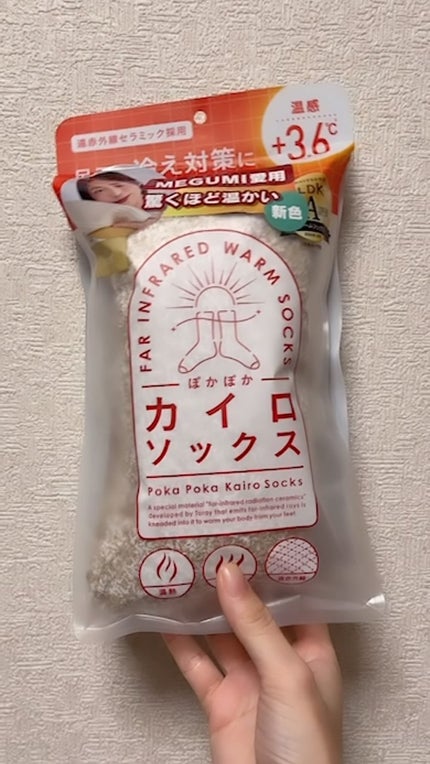 遠赤外線セラミック採用
温感
+3.6℃
冷え対策に
MEGUMI愛用
驚くほど温かい
LDK
A
新色
FAR INFRARED WARM SOCKS
ぽかぽか
カイロ
ソックス
Poka Poka Kairo Socks
A special material "far-infrared radiation ceramics"
developed by Toray that emits far-infrared rays is
kneaded into it to warm your body from your feet.
温熱